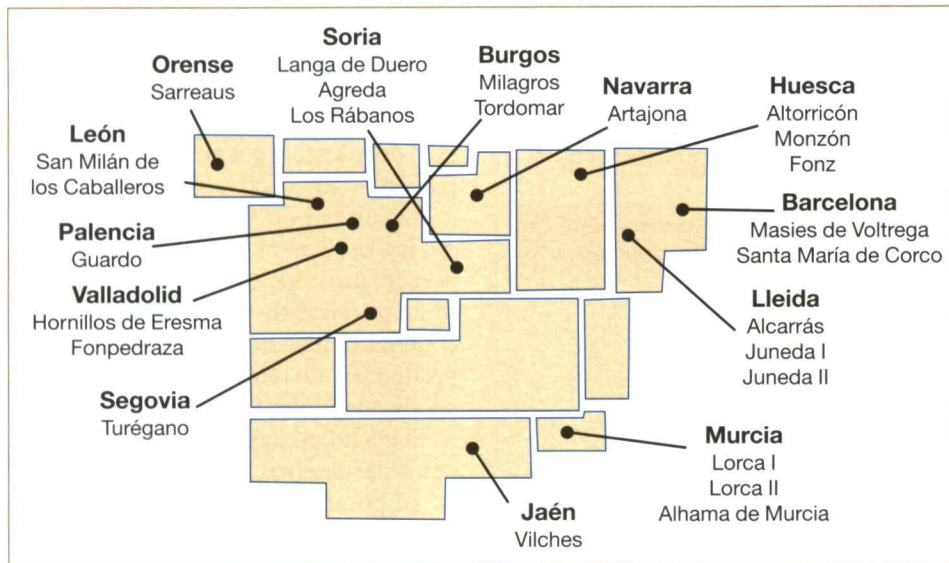 Orense
Sarreaus
Soria
Langa de Duero
Agreda
Los Rábanos
Burgos
Milagros
Tordomar
Navarra
Artajona
Huesca
Altorricón
Monzón
Fonz
León
San Milán de
los Caballeros
Palencia
Guardo
Valladolid
Hornillos de Eresma
Fonpedraza
Segovia
Turégano
Barcelona
Masies de Voltrega
Santa María de Corco
Lleida
Alcarrás
Juneda I
Juneda II
Murcia
Lorca I
Lorca II
Alhama de Murcia
Jaén
Vilches